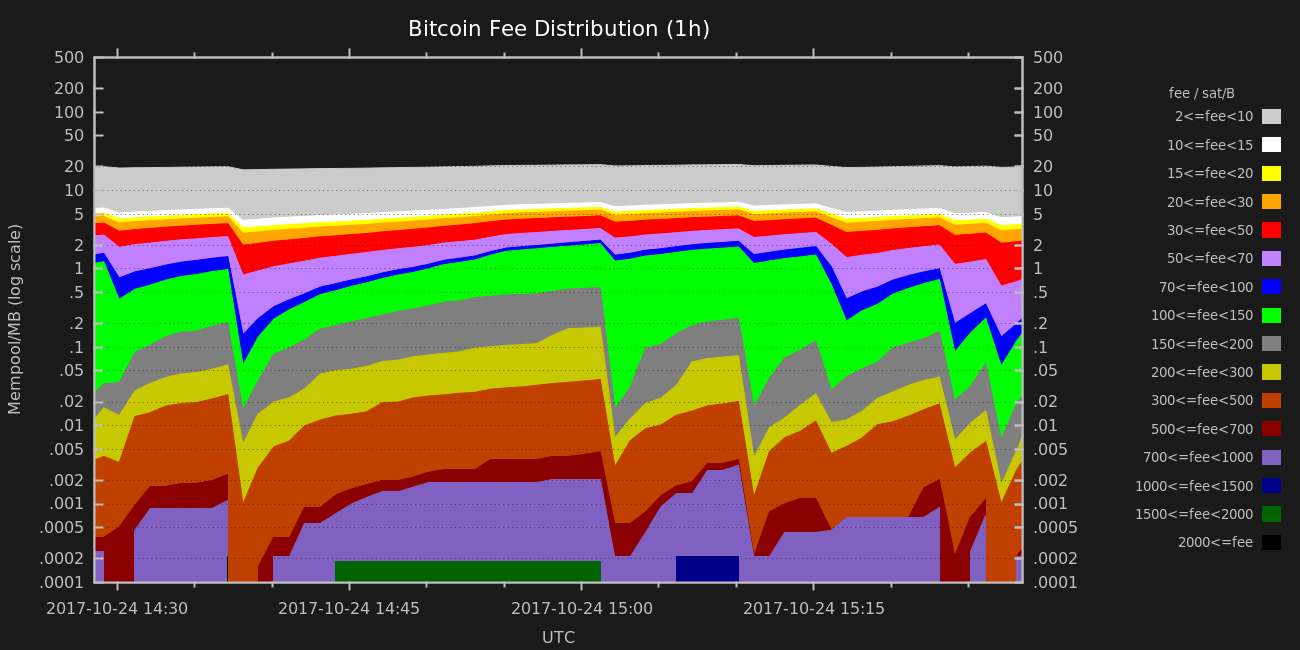 Bitcoin Fee Distribution (1h)
500
200
100
50
20
10
5
2
1
.5
.2
.1
.05
.02
.01
.005
.002
.001
.0005
.0002
.0001
Mempool/MB (log scale)
500
200
100
50
20
10
5
2
1
.5
.2
.1
.05
.02
.01
.005
.002
.001
.0005
.0002
.0001
2017-10-24 14:30
2017-10-24 14:45
2017-10-24 15:00
2017-10-24 15:15
UTC
fee / sat/B
2<=fee<10
10<=fee<15
15<=fee<20
20<=fee<30
30<=fee<50
50<=fee<70
70<=fee<100
100<=fee<150
150<=fee<200
200<=fee<300
300<=fee<500
500<=fee<700
700<=fee<1000
1000<=fee<1500
1500<=fee<2000
2000<=fee